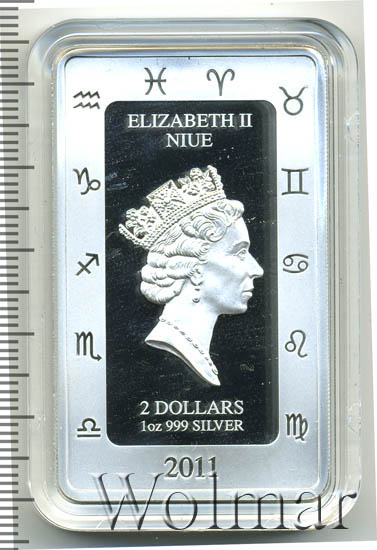 ♓ ♈
♒ ♉
ELIZABETH II
NIUE
♑ ♊
♐ ♋
♏ ♌
2 DOLLARS
1oz 999 SILVER
♎ ♍
2011
Wolmar